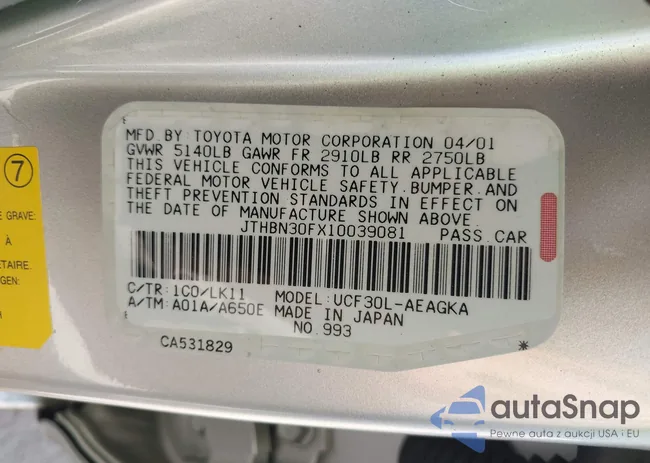 MFD.BY TOYOTA MOTOR CORPORATION 04/01
GVWR 5140LB GAWR FR 2910LB RR 2750LB
THIS VEHICLE CONFORMS TO ALL APPLICABLE
FEDERAL MOTOR VEHICLE SAFETY.BUMPER.AND
THEFT PREVENTION STANDARDS IN EFFECT ON
THE DATE OF MANUFACTURE SHOWN ABOVE.
JTHBN30FX10039081 PASS.CAR
C/TR:1C0/LK11 MODEL:UCF30L-AEAGKA
A/TM:A01A/A650E MADE IN JAPAN
NO.993
CA531829 *
7
E GRAVE:
À
ETAIRE.
GEN:
autaSnap
Pewne auta z aukcji USA i EU